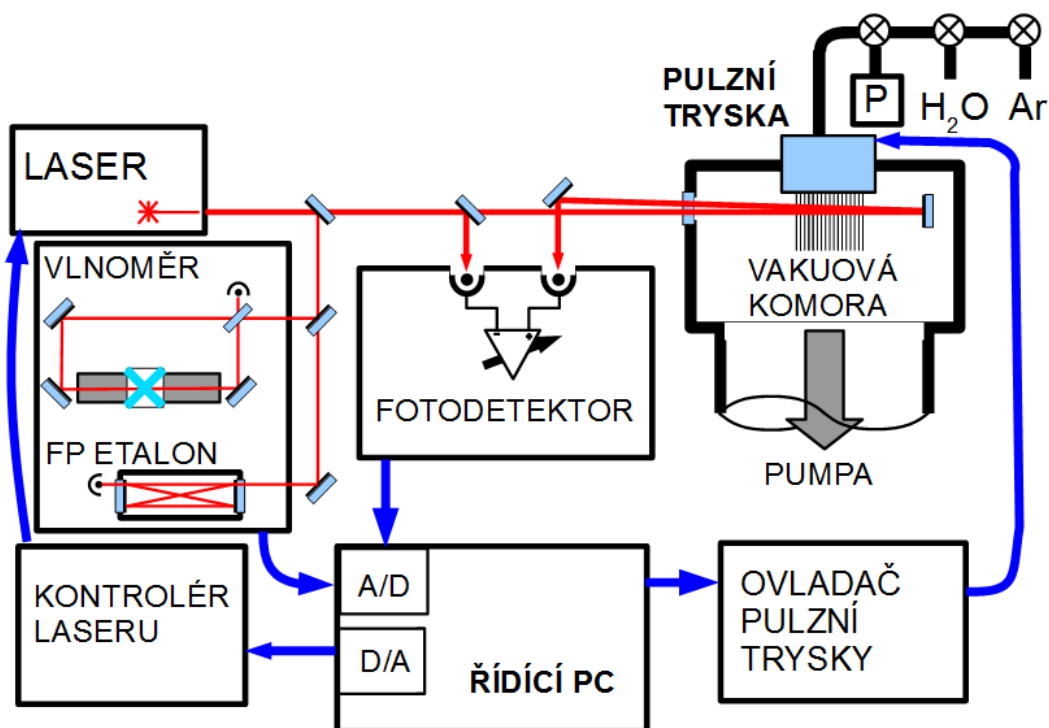 PULZNÍ
TRYSKA
P
H₂O
Ar
LASER
VLNOMĚR
VAKUOVÁ
KOMORA
- +
FOTODETEKTOR
FP ETALON
PUMPA
KONTROLÉR
LASERU
A/D
D/A
ŘÍDÍCÍ PC
OVLADAČ
PULZNÍ
TRYSKY